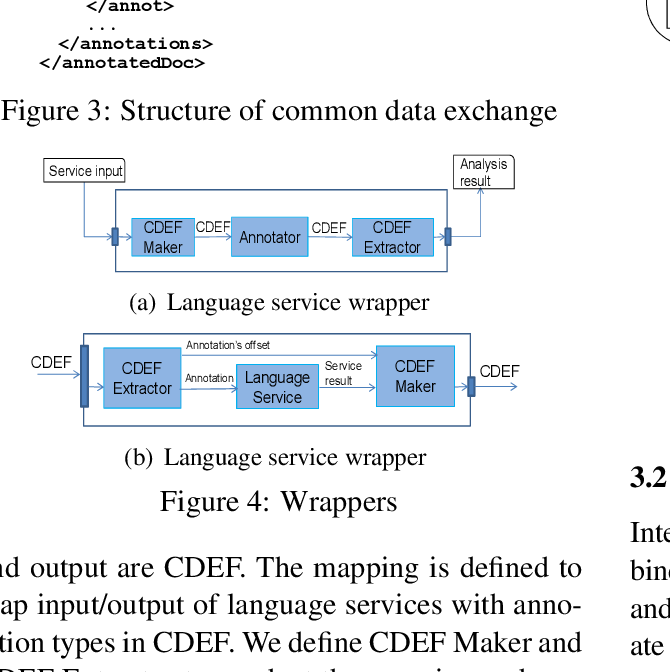 </annot>
...
</annotations>
</annotatedDoc>
Figure 3: Structure of common data exchange
Service input
Analysis
result
CDEF
Maker
CDEF
Annotator
CDEF
CDEF
Extractor
(a) Language service wrapper
CDEF
CDEF
Extractor
Annotation's offset
Annotation
Language
Service
Service
result
CDEF
Maker
CDEF
(b) Language service wrapper
Figure 4: Wrappers
nd output are CDEF. The mapping is defined to
ap input/output of language services with anno-
tion types in CDEF. We define CDEF Maker and
3.2
Inte
bind
and
ate